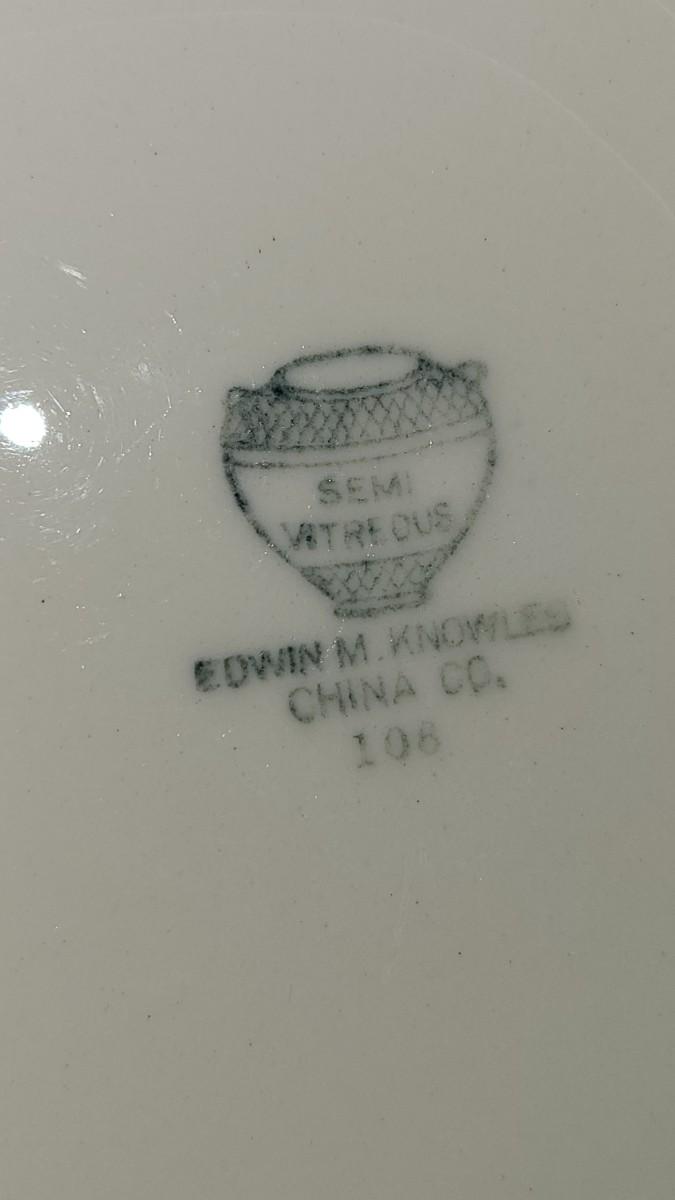 SEMI
VITREOUS
EDWIN M. KNOWLES
CHINA CO.
106